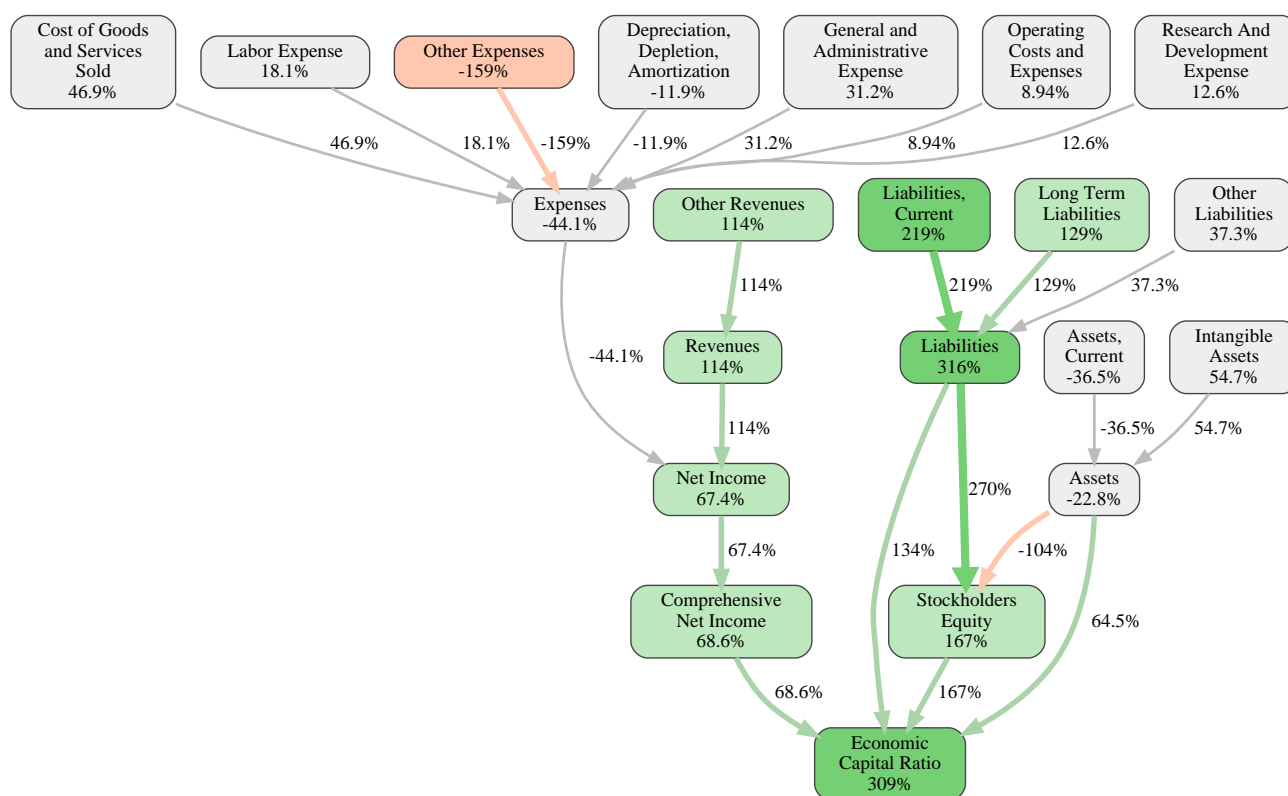 Cost of Goods
and Services
Sold
46.9%
Labor Expense
18.1%
Other Expenses
-159%
Depreciation,
Depletion,
Amortization
-11.9%
General and
Administrative
Expense
31.2%
Operating
Costs and
Expenses
8.94%
Research And
Development
Expense
12.6%
46.9%
18.1%
-159%
-11.9%
31.2%
8.94%
12.6%
Expenses
-44.1%
Other Revenues
114%
Liabilities,
Current
219%
Long Term
Liabilities
129%
Other
Liabilities
37.3%
114%
219%
129%
37.3%
-44.1%
Revenues
114%
Liabilities
316%
Assets,
Current
-36.5%
Intangible
Assets
54.7%
114%
-36.5%
54.7%
Net Income
67.4%
270%
Assets
-22.8%
67.4%
134%
-104%
Comprehensive
Net Income
68.6%
Stockholders
Equity
167%
64.5%
68.6%
167%
Economic
Capital Ratio
309%